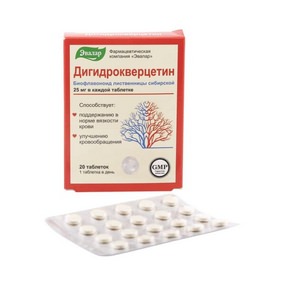 Эвалар
Фармацевтическая
компания «Эвалар»
Дигидрокверцетин
Биофлавоноид лиственницы сибирской
25 мг в каждой таблетке
Способствует:
поддержанию в
норме вязкости
крови
улучшению
кровообращения
20 таблеток
1 таблетка в день
GMP